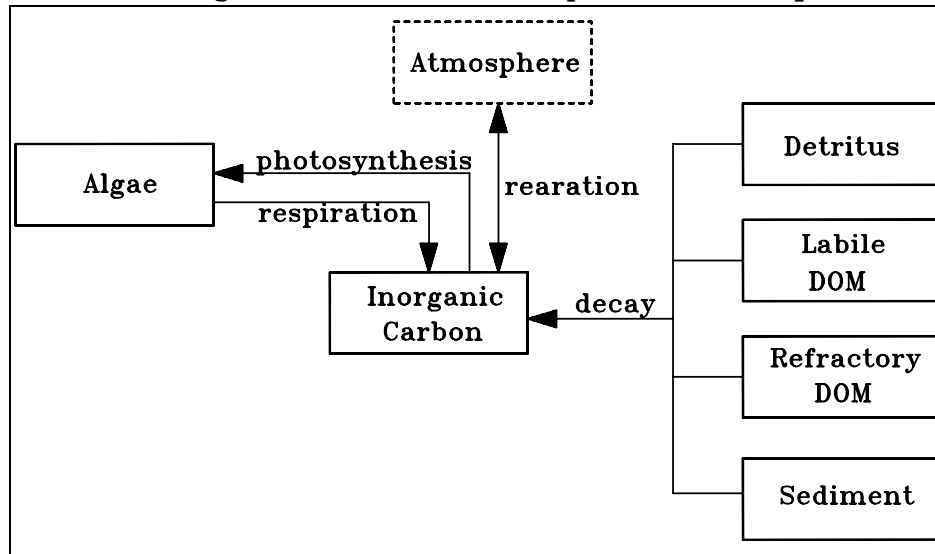 Atmosphere
Algae
photosynthesis
respiration
rearation
Inorganic
Carbon
decay
Detritus
Labile
DOM
Refractory
DOM
Sediment